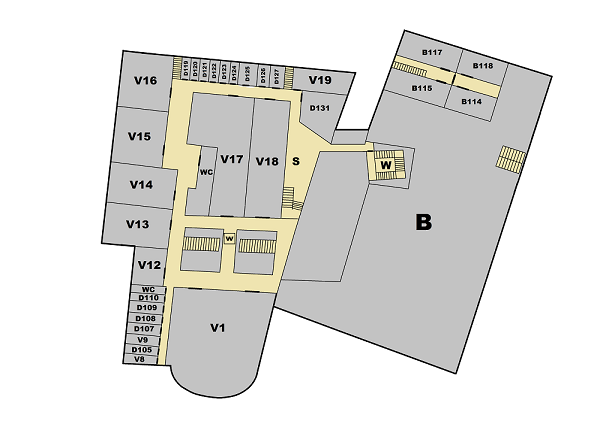 B117
B118
B115
B114
V16
D119
D120
D121
D122
D123
D124
D125
D126
D127
V19
D131
V15
V17
V18
S
W
WC
V14
V13
B
W
V12
WC
D110
D109
D108
D107
V9
D105
V8
V1